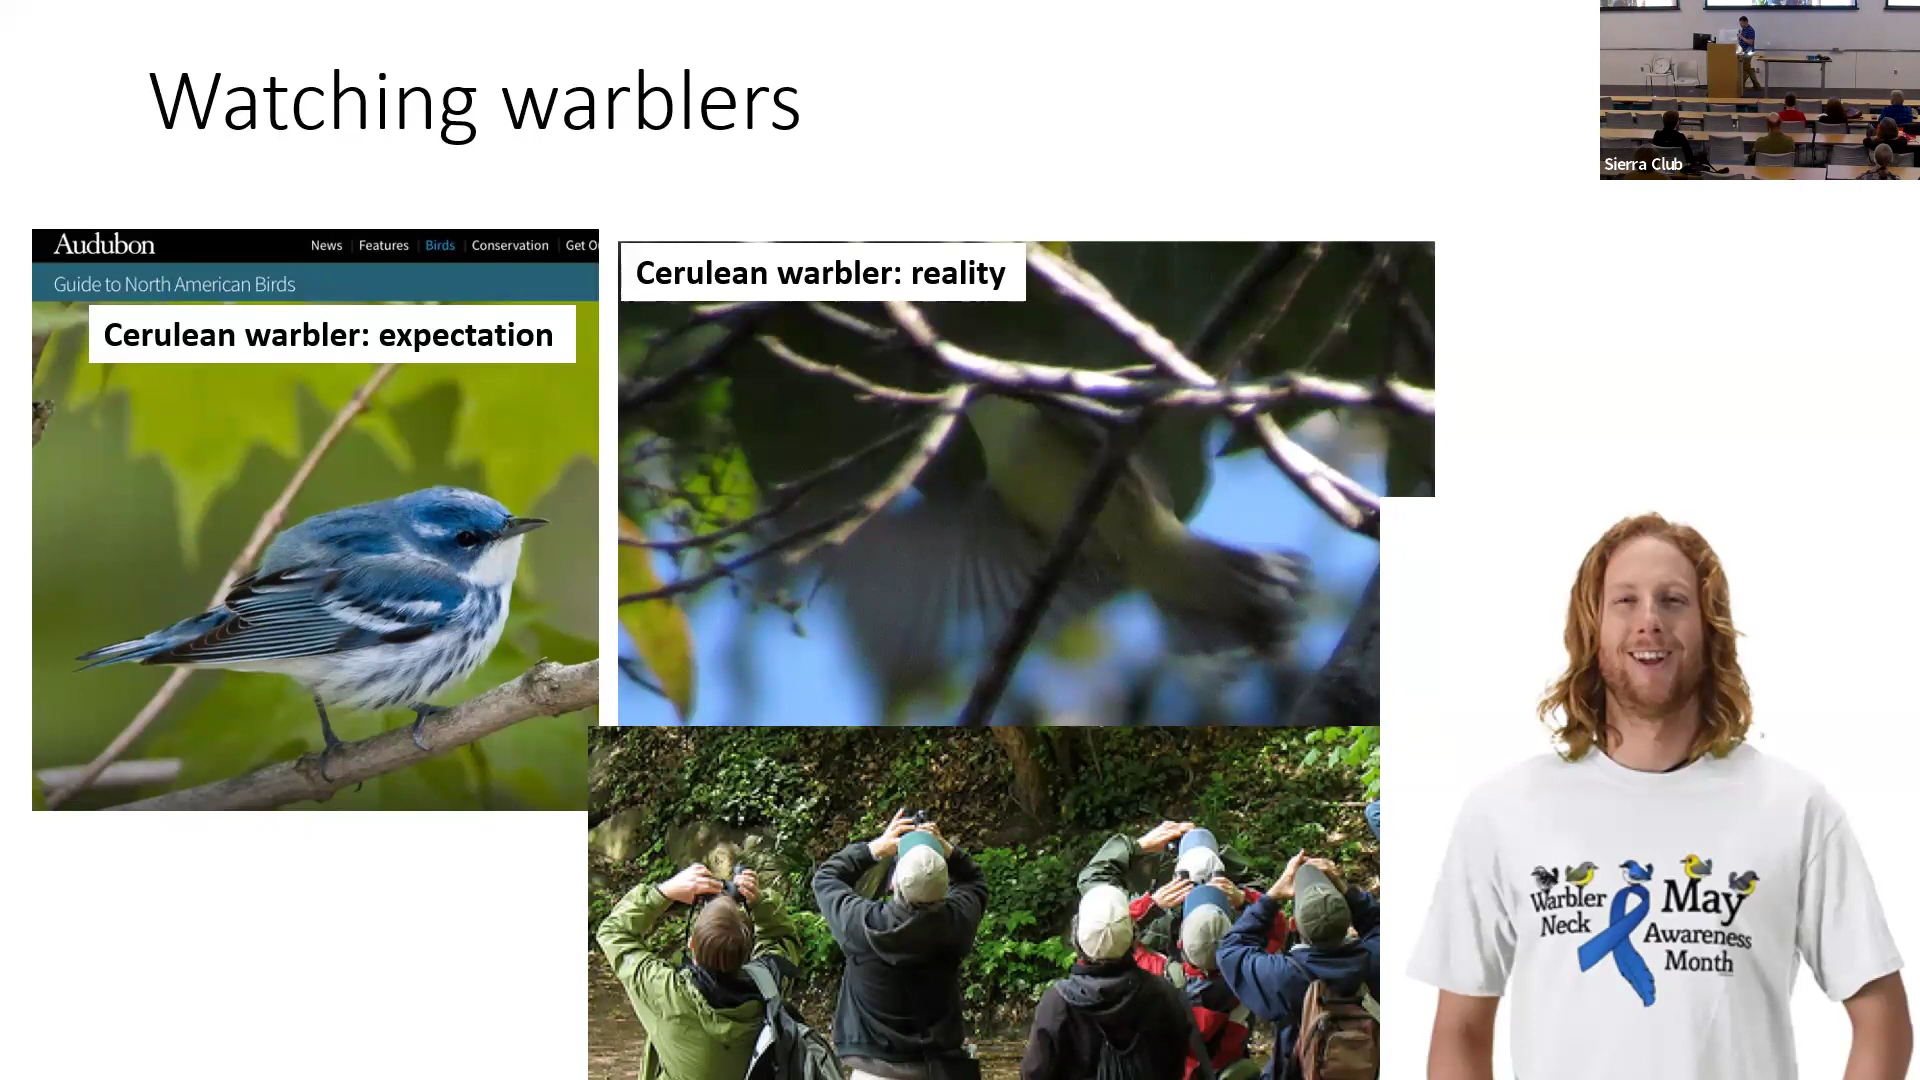 Watching warblers
Sierra Club
Audubon
News Features Birds Conservation Get O
Guide to North American Birds
Cerulean warbler: expectation
Cerulean warbler: reality
Warbler
Neck
May
Awareness
Month